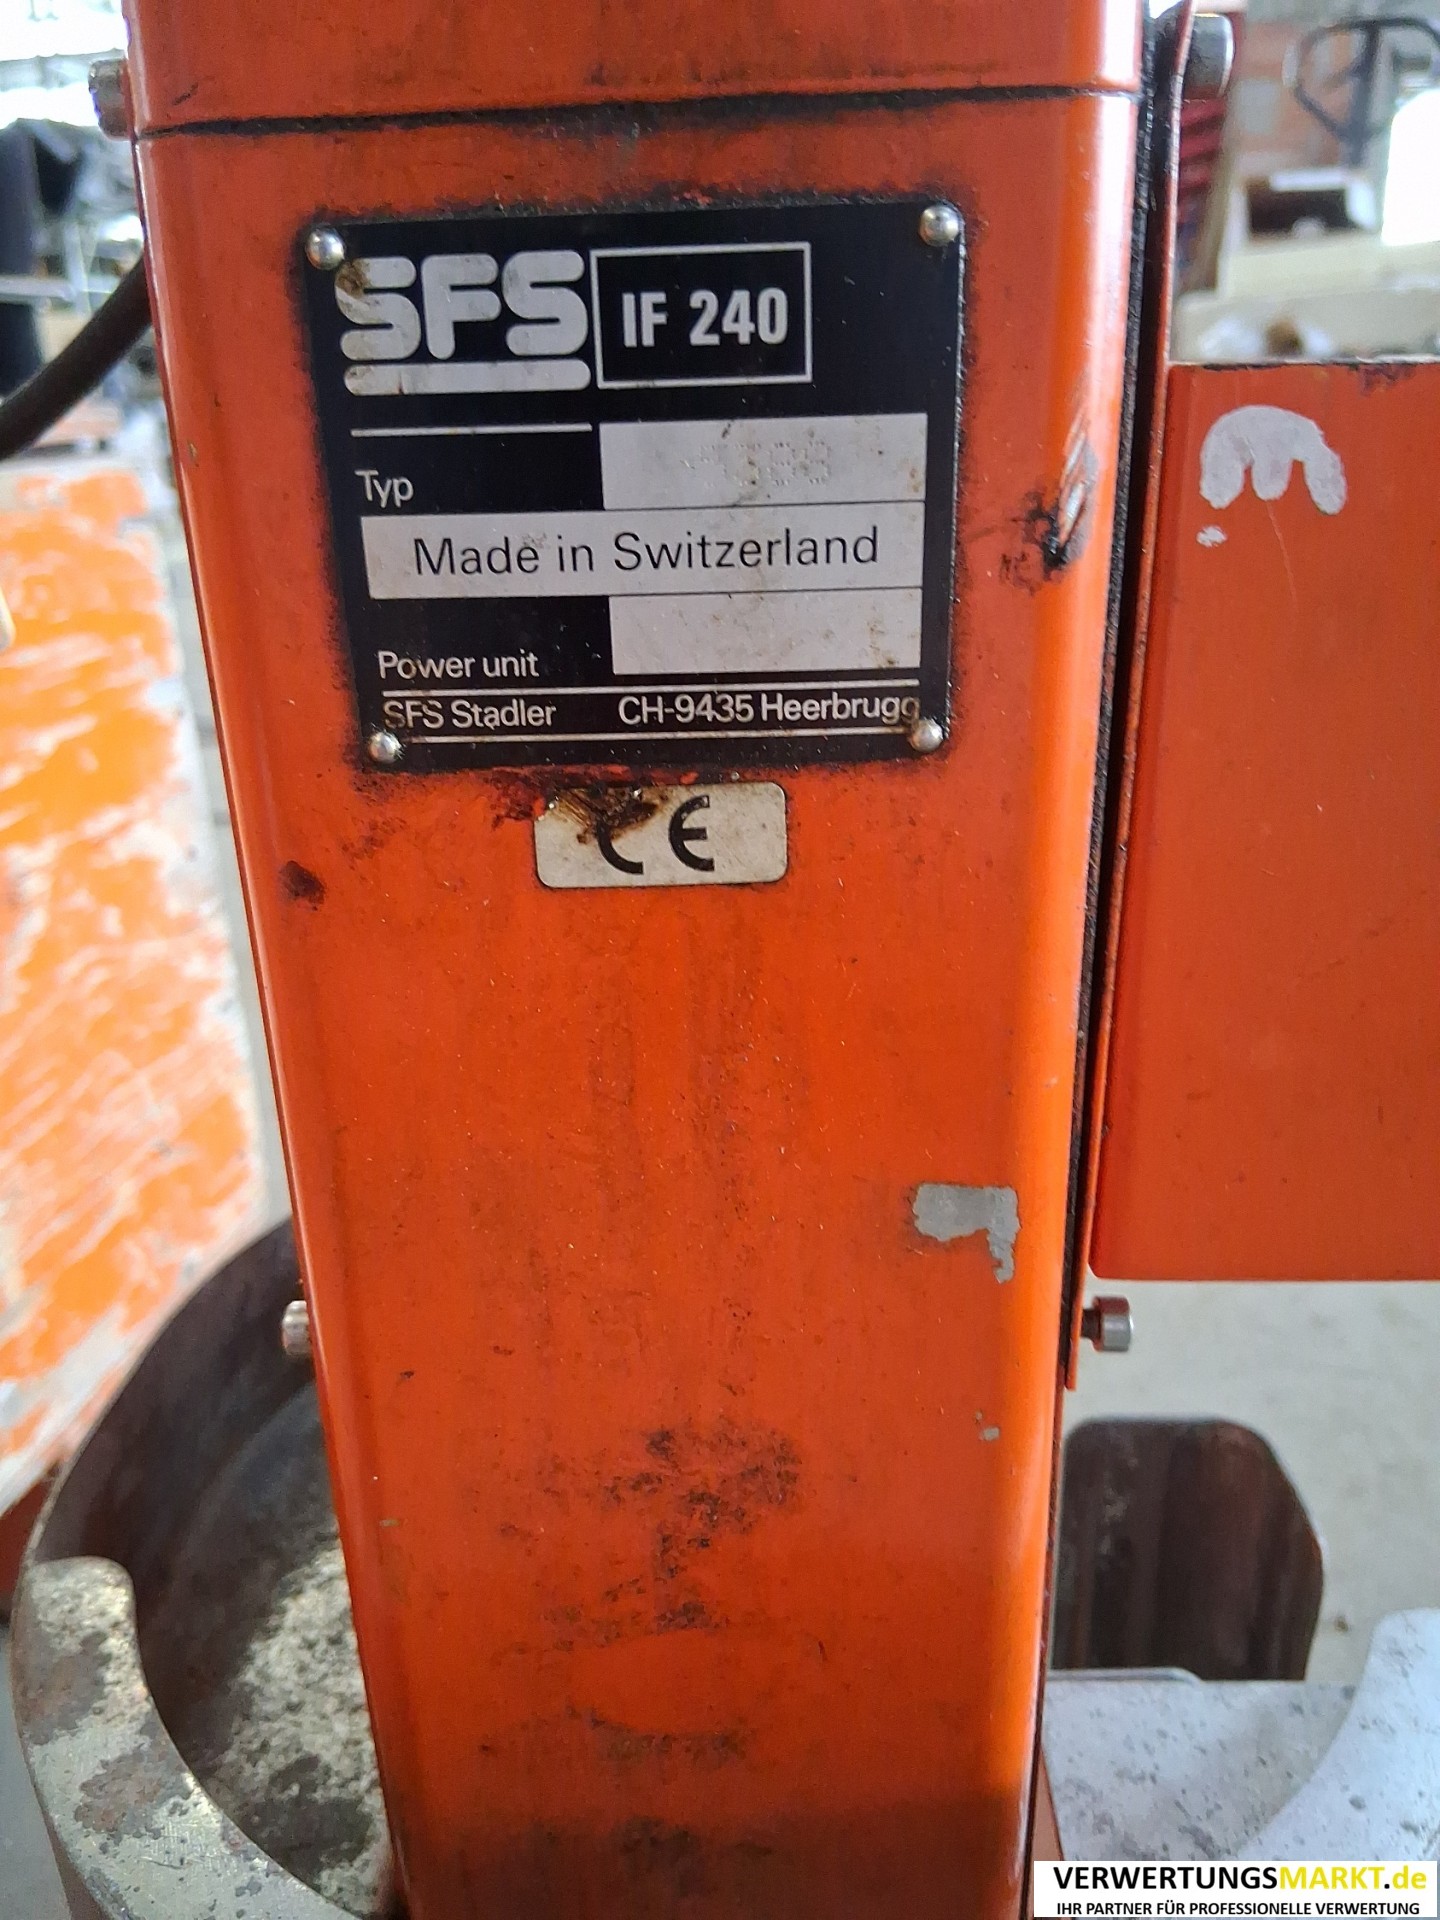 SFS IF 240
Typ
Made in Switzerland
Power unit
SFS Stadler CH-9435 Heerbrugg
CE
VERWERTUNGSMARKT.de
IHR PARTNER FÜR PROFESSIONELLE VERWERTUNG